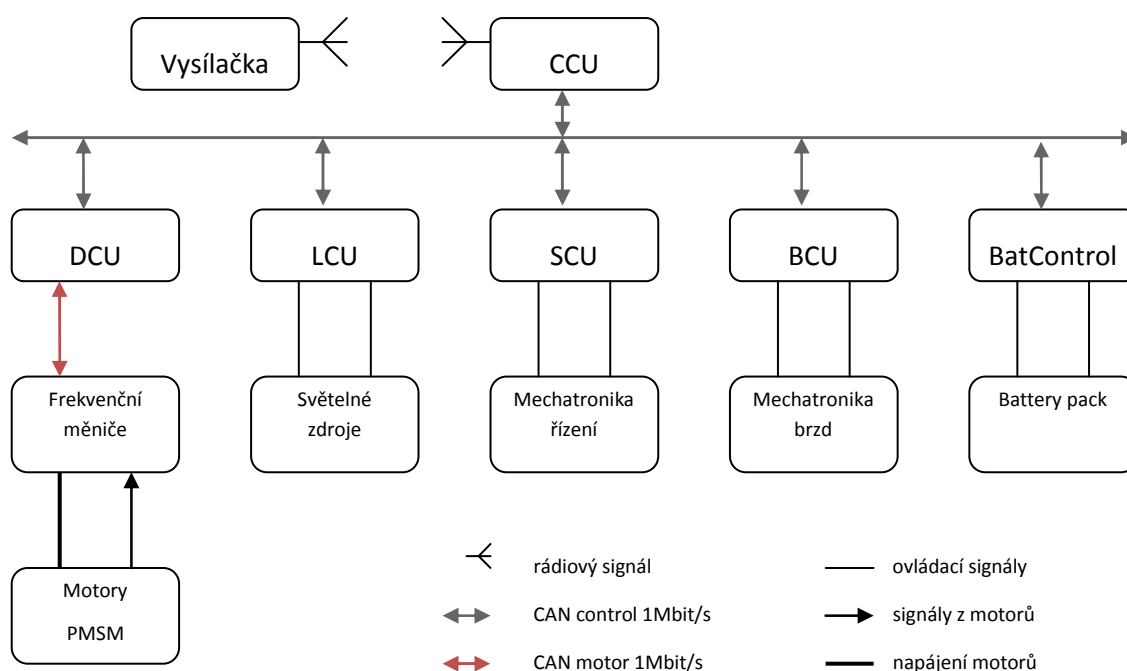 Vysílačka
CCU
DCU
LCU
SCU
BCU
BatControl
Frekvenční
měniče
Světelné
zdroje
Mechatronika
řízení
Mechatronika
brzd
Battery pack
Motory
PMSM
rádiový signál
ovládací signály
CAN control 1Mbit/s
signály z motorů
CAN motor 1Mbit/s
napájení motorů